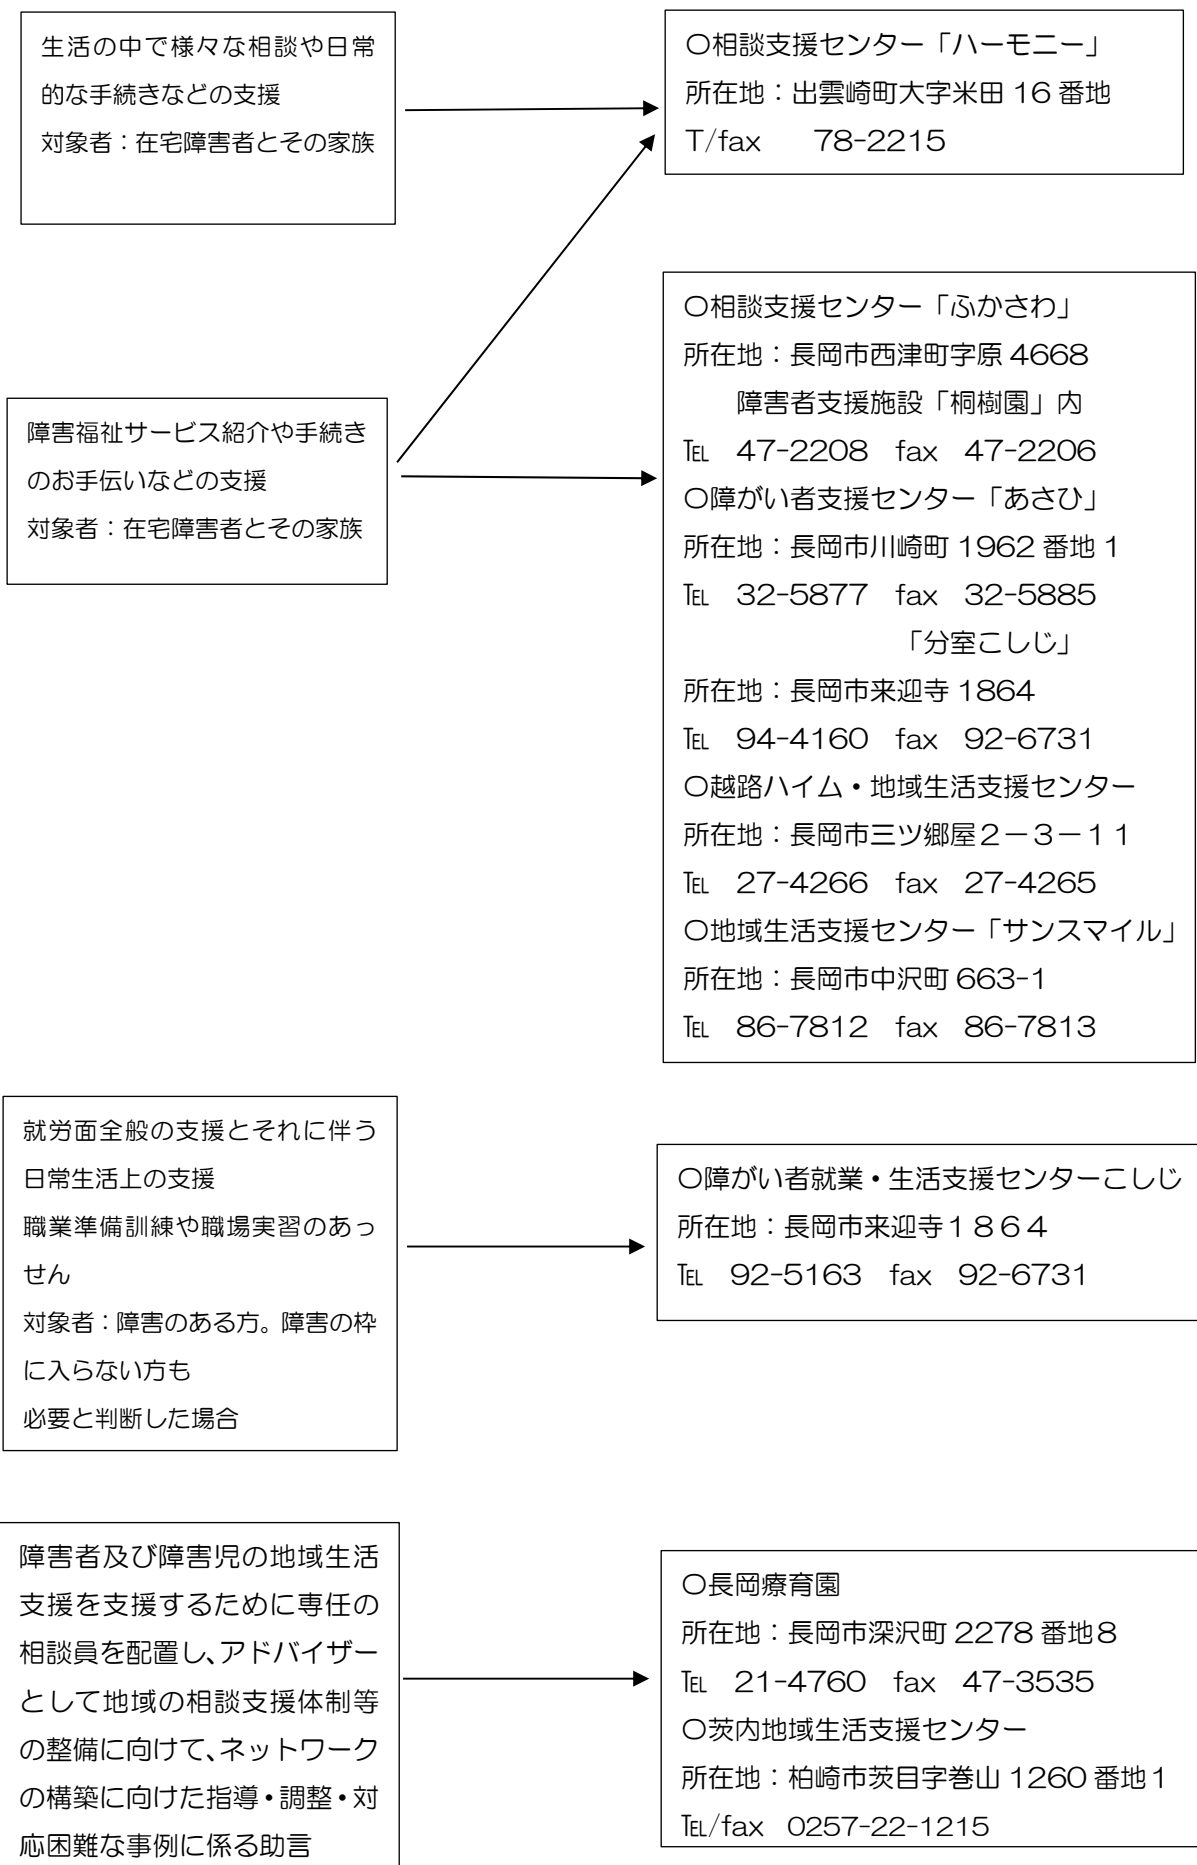 生活の中で様々な相談や日常
的な手続きなどの支援
対象者：在宅障害者とその家族
〇相談支援センター「ハーモニー」
所在地：出雲崎町大字米田 16 番地
T/fax　78-2215
障害福祉サービス紹介や手続き
のお手伝いなどの支援
対象者：在宅障害者とその家族
〇相談支援センター「ふかさわ」
所在地：長岡市西津町字原 4668
障害者支援施設「桐樹園」内
℡　47-2208　fax　47-2206
〇障がい者支援センター「あさひ」
所在地：長岡市川崎町 1962 番地 1
℡　32-5877　fax　32-5885
「分室こしじ」
所在地：長岡市来迎寺 1864
℡　94-4160　fax　92-6731
〇越路ハイム・地域生活支援センター
所在地：長岡市三ツ郷屋２－３－１１
℡　27-4266　fax　27-4265
〇地域生活支援センター「サンスマイル」
所在地：長岡市中沢町 663-1
℡　86-7812　fax　86-7813
就労面全般の支援とそれに伴う
日常生活上の支援
職業準備訓練や職場実習のあっ
せん
対象者：障害のある方。障害の枠
に入らない方も
必要と判断した場合
〇障がい者就業・生活支援センターこしじ
所在地：長岡市来迎寺１８６４
℡　92-5163　fax　92-6731
障害者及び障害児の地域生活
支援を支援するために専任の
相談員を配置し、アドバイザー
として地域の相談支援体制等
の整備に向けて、ネットワーク
の構築に向けた指導・調整・対
応困難な事例に係る助言
〇長岡療育園
所在地：長岡市深沢町 2278 番地８
℡　21-4760　fax　47-3535
〇茨内地域生活支援センター
所在地：柏崎市茨目字巻山 1260 番地１
℡/fax　0257-22-1215